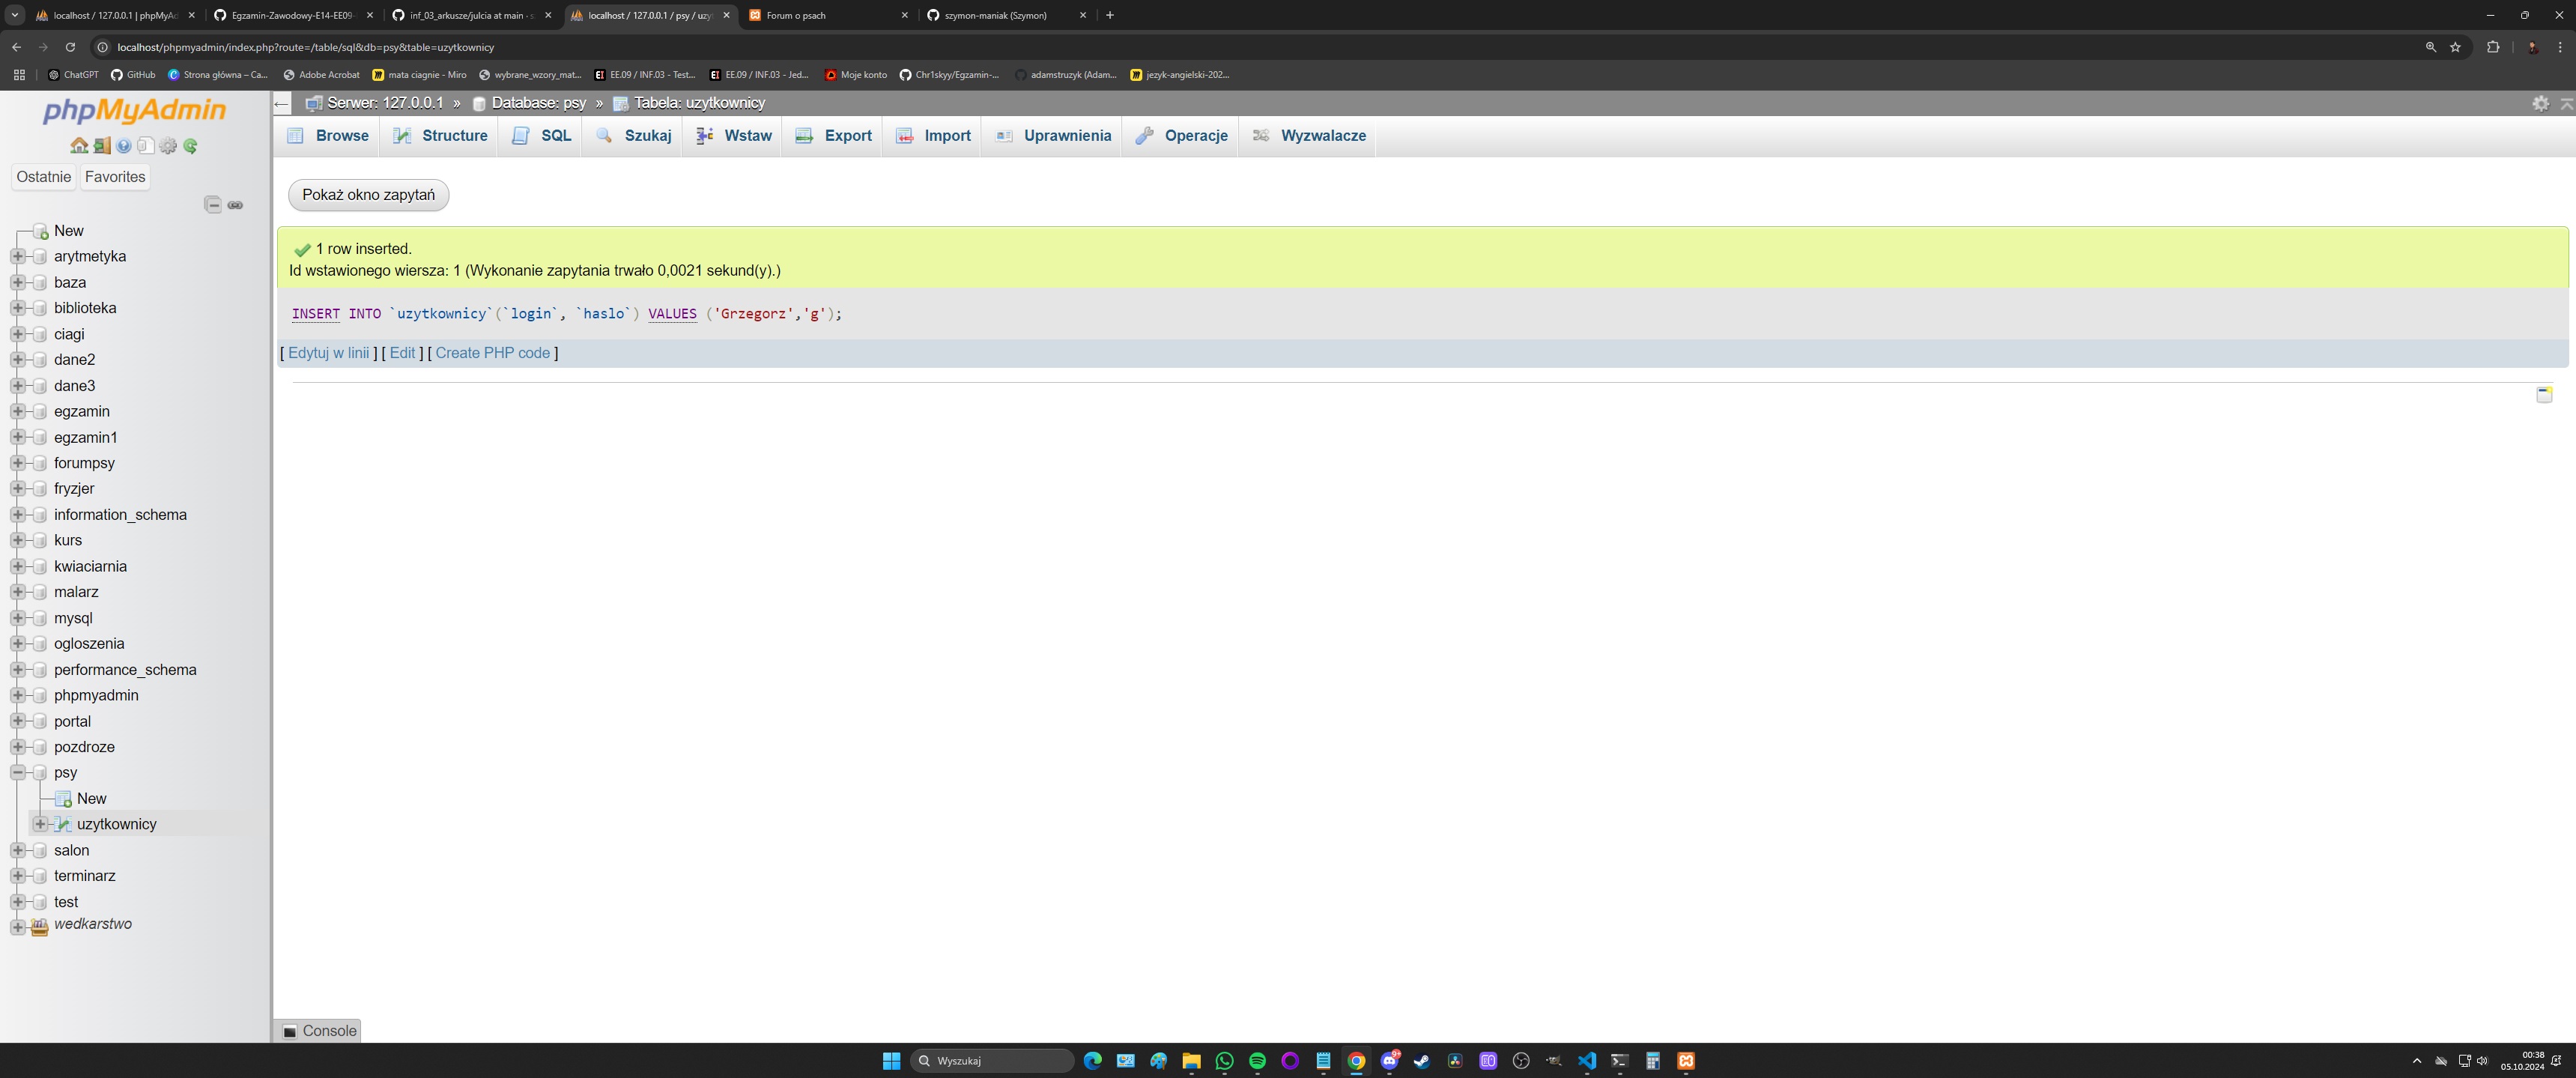 localhost / 127.0.0.1 | phpMyAd
Egzamin-Zawodowy-E14-EE09-
inf_03_arkusze/julcia at main · s
localhost / 127.0.0.1 / psy / uzy
Forum o psach
szymon-maniak (Szymon)
localhost/phpmyadmin/index.php?route=/table/sql&db=psy&table=uzytkownicy
ChatGPT
GitHub
Strona główna – Ca...
Adobe Acrobat
mata ciagnie - Miro
wybrane_wzory_mat...
EE.09 / INF.03 - Test...
EE.09 / INF.03 - Jed...
Moje konto
Chr1skyy/Egzamin-...
adamstruzyk (Adam...
jezyk-angielski-202...
phpMyAdmin
Ostatnie
Favorites
New
arytmetyka
baza
biblioteka
ciagi
dane2
dane3
egzamin
egzamin1
forumpsy
fryzjer
information_schema
kurs
kwiaciarnia
malarz
mysql
ogloszenia
performance_schema
phpmyadmin
portal
pozdroze
psy
New
uzytkownicy
salon
terminarz
test
wedkarstwo
Serwer: 127.0.0.1 » Database: psy » Tabela: uzytkownicy
Browse
Structure
SQL
Szukaj
Wstaw
Export
Import
Uprawnienia
Operacje
Wyzwalacze
Pokaż okno zapytań
1 row inserted.
Id wstawionego wiersza: 1 (Wykonanie zapytania trwało 0,0021 sekund(y).)
INSERT INTO `uzytkownicy`(`login`, `haslo`) VALUES ('Grzegorz','g');
[ Edytuj w linii ] [ Edit ] [ Create PHP code ]
Console
Wyszukaj
00:38
05.10.2024